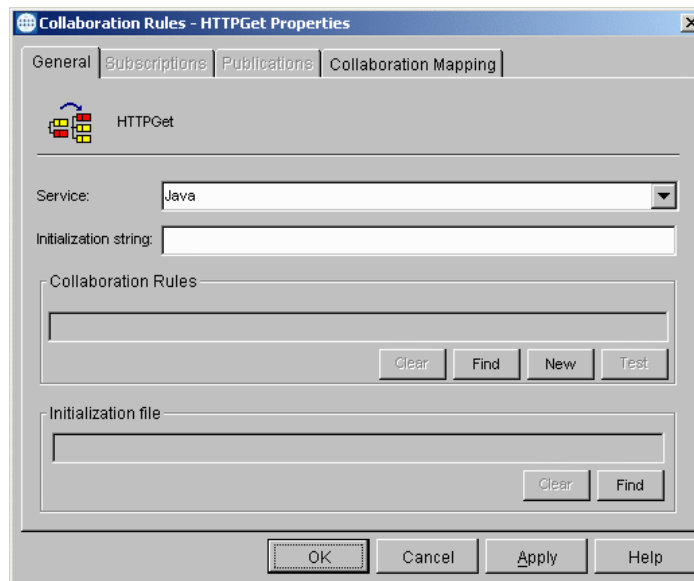 Collaboration Rules - HTTPGet Properties
General Subscriptions Publications Collaboration Mapping
HTTPGet
Service: Java
Initialization string:
Collaboration Rules
Clear Find New Test
Initialization file
Clear Find
OK Cancel Apply Help